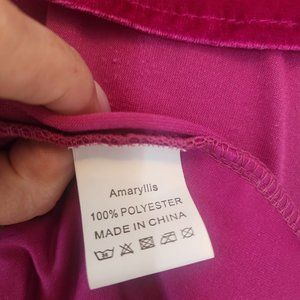 Amaryllis
100% POLYESTER
MADE IN CHINA